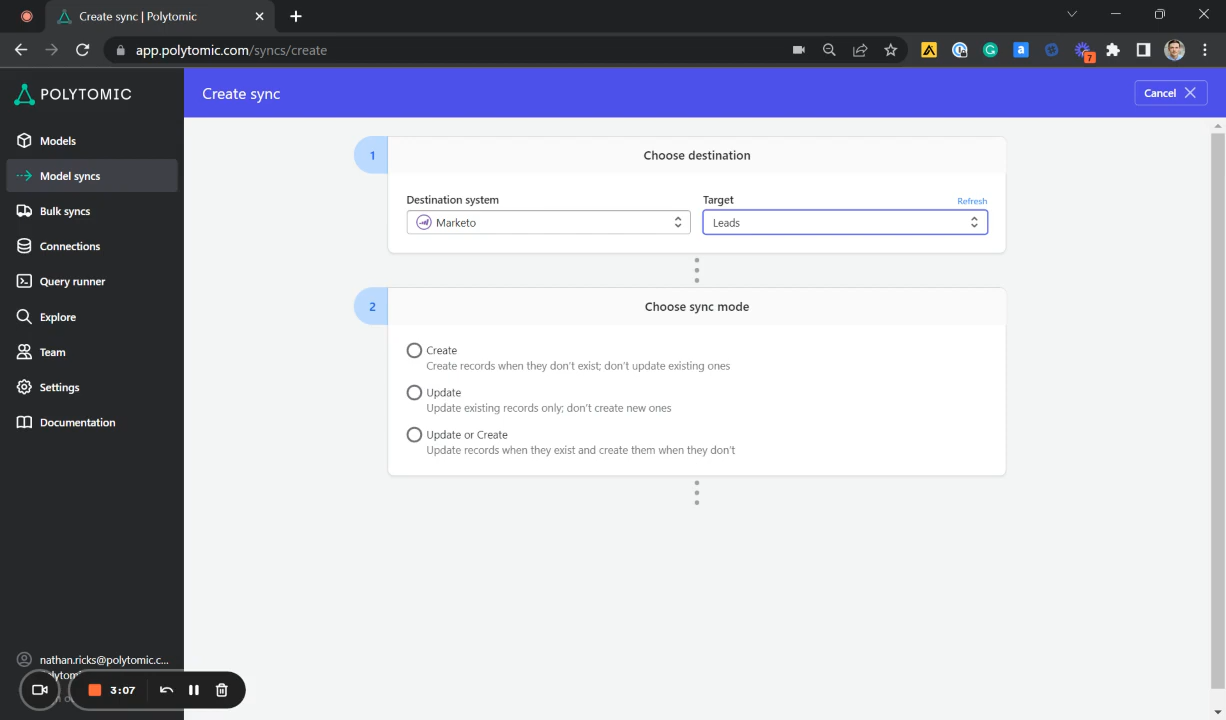 Create sync | Polytomic
app.polytomic.com/syncs/create
7
POLYTOMIC
Create sync
Cancel
Models
Model syncs
Bulk syncs
Connections
Query runner
Explore
Team
Settings
Documentation
1
Choose destination
Destination system
Target
Refresh
Marketo
Leads
2
Choose sync mode
Create
Create records when they don't exist; don't update existing ones
Update
Update existing records only; don't create new ones
Update or Create
Update records when they exist and create them when they don't
nathan.ricks@polytomic.c...
3:07